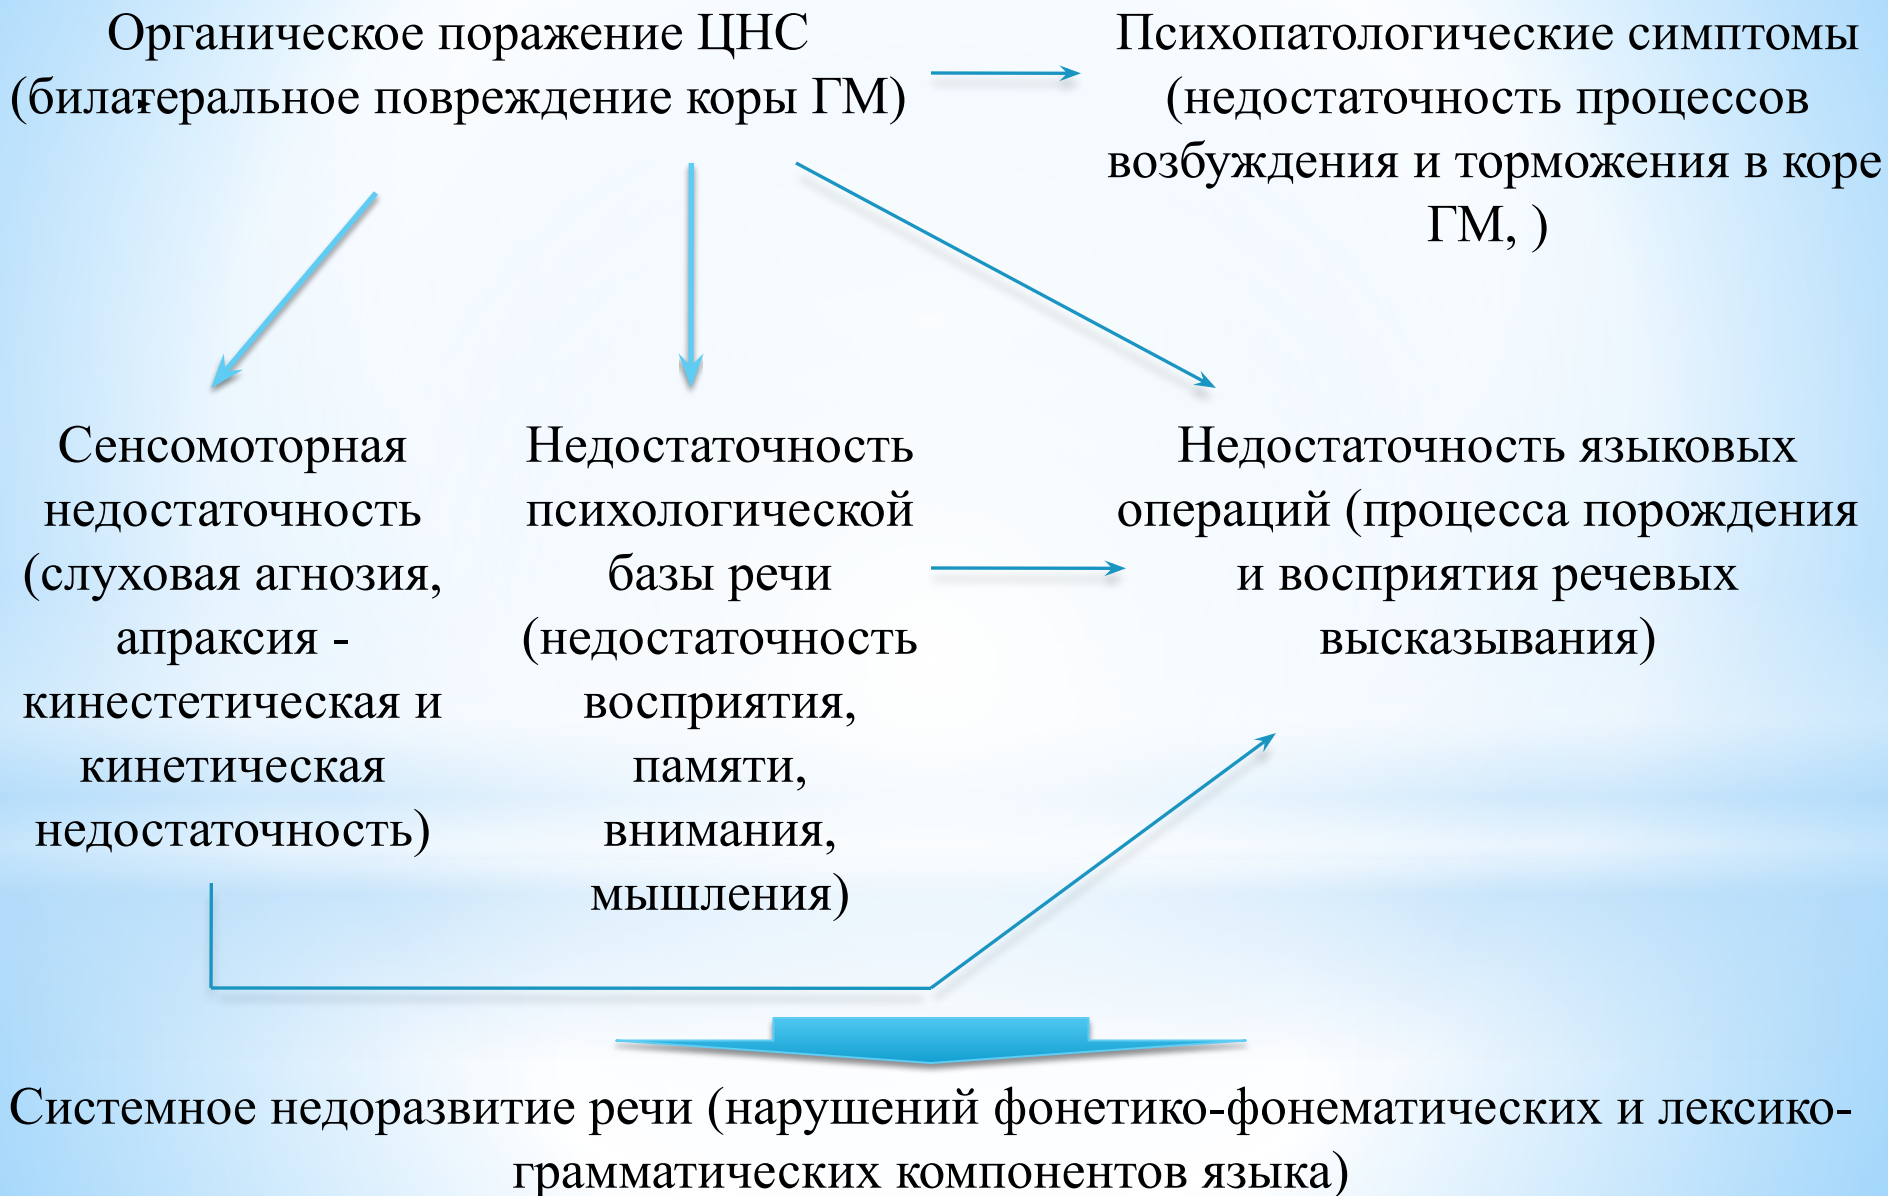 Органическое поражение ЦНС
(билатеральное повреждение коры ГМ)
.
Психопатологические симптомы
(недостаточность процессов
возбуждения и торможения в коре
ГМ, )
Сенсомоторная
недостаточность
(слуховая агнозия,
апраксия -
кинестетическая и
кинетическая
недостаточность)
Недостаточность
психологической
базы речи
(недостаточность
восприятия,
памяти,
внимания,
мышления)
Недостаточность языковых
операций (процесса порождения
и восприятия речевых
высказывания)
Системное недоразвитие речи (нарушений фонетико-фонематических и лексико-
грамматических компонентов языка)